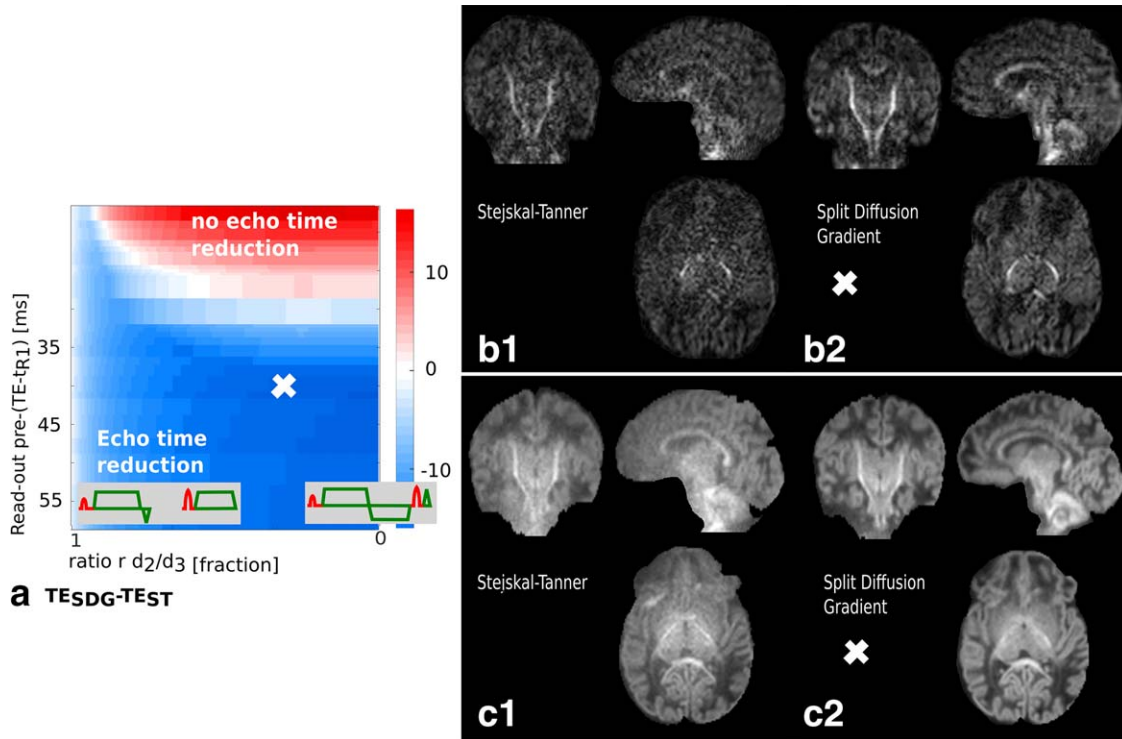 no echo time
reduction
10
0
-10
Read-out pre-(TE-tR1) [ms]
35
45
55
Echo time
reduction
1
0
ratio r d2/d3 [fraction]
a TESDG-TEST
Stejskal-Tanner
b1
Split Diffusion
Gradient
b2
Stejskal-Tanner
c1
Split Diffusion
Gradient
c2